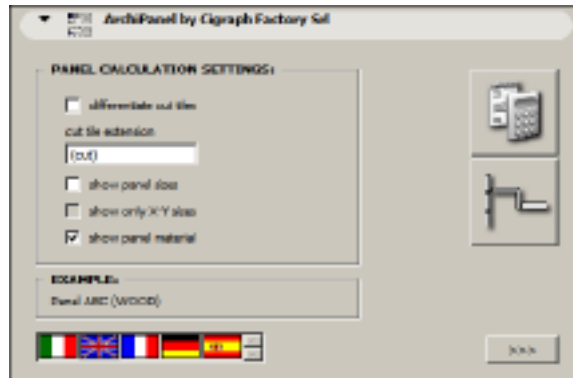 ArchiPanel by Cigraph Factory Srl
PANEL CALCULATION SETTINGS:
differentiate cut tiles
cut tile extension
(cut)
show panel sizes
show only X-Y sizes
show panel material
EXAMPLE:
Panel ABC (WOOD)
>>>